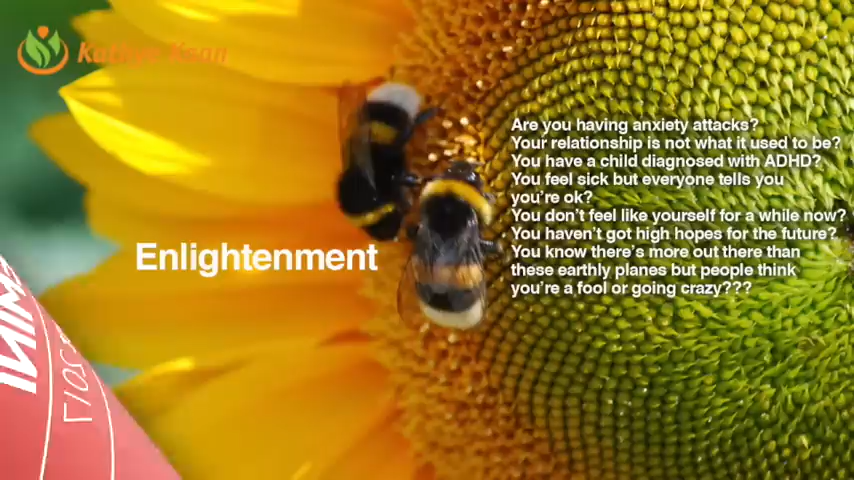 Kathye Ksan
Enlightenment
Are you having anxiety attacks?
Your relationship is not what it used to be?
You have a child diagnosed with ADHD?
You feel sick but everyone tells you
you're ok?
You don't feel like yourself for a while now?
You haven't got high hopes for the future?
You know there's more out there than
these earthly planes but people think
you're a fool or going crazy???